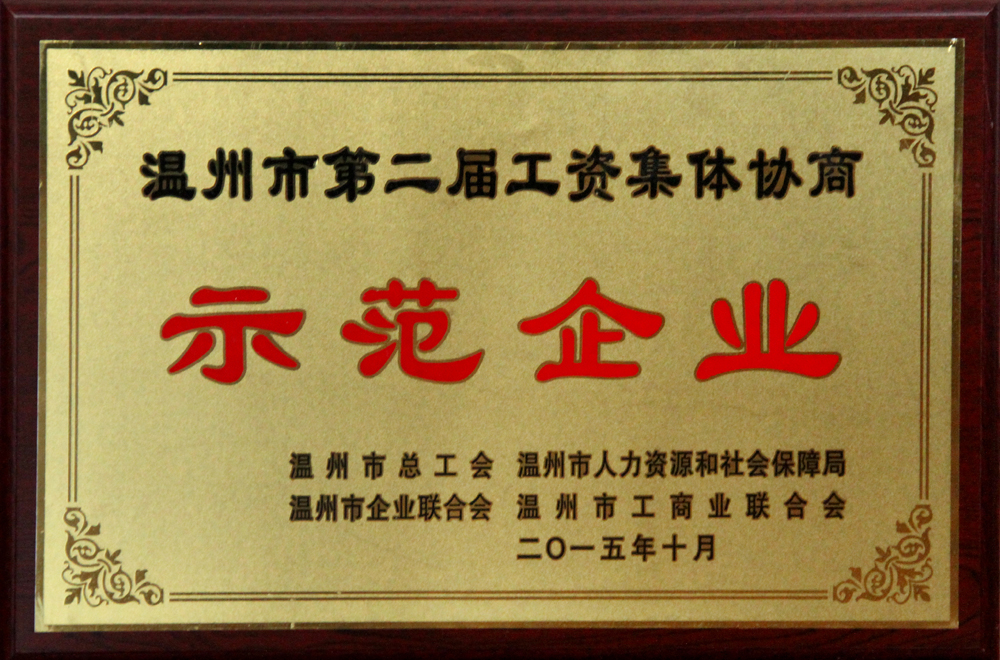 温州市第二届工资集体协商
示范企业
温州市总工会 温州市人力资源和社会保障局
温州市企业联合会 温州市工商业联合会
二〇一五年十月